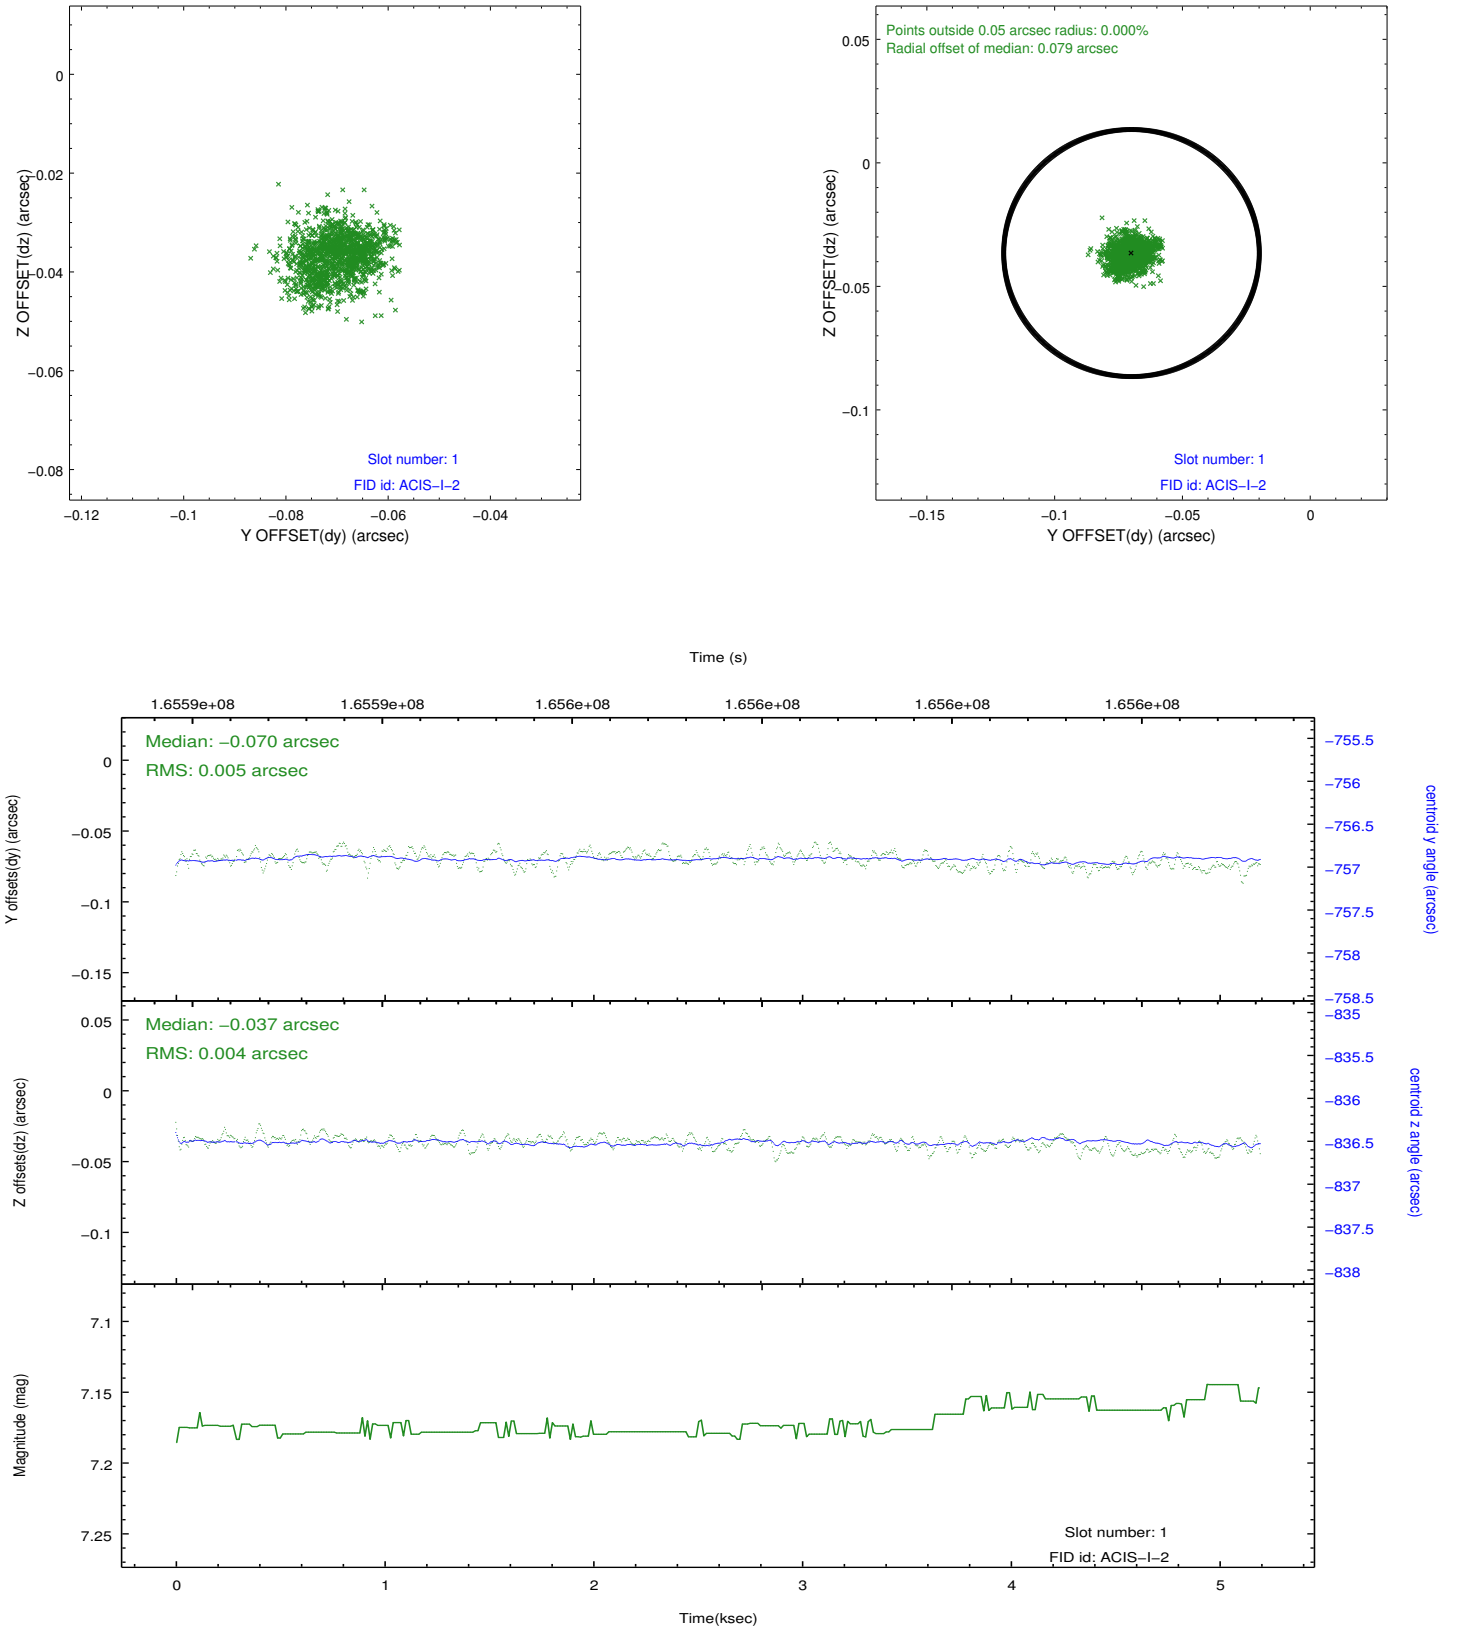 0
−0.02
−0.04
−0.06
−0.08
Z OFFSET(dz) (arcsec)
Slot number: 1
FID id: ACIS−I−2
−0.12 −0.1 −0.08 −0.06 −0.04
Y OFFSET(dy) (arcsec)
Points outside 0.05 arcsec radius: 0.000%
Radial offset of median: 0.079 arcsec
0.05
0
−0.05
−0.1
Z OFFSET(dz) (arcsec)
Slot number: 1
FID id: ACIS−I−2
−0.15 −0.1 −0.05 0
Y OFFSET(dy) (arcsec)
Time (s)
1.6559e+08 1.6559e+08 1.656e+08 1.656e+08 1.656e+08 1.656e+08
Median: −0.070 arcsec
RMS: 0.005 arcsec
0
−0.05
−0.1
−0.15
Y offsets(dy) (arcsec)
−755.5
−756
−756.5
−757
−757.5
−758
−758.5
centroid y angle (arcsec)
Median: −0.037 arcsec
RMS: 0.004 arcsec
0.05
0
−0.05
−0.1
Z offsets(dz) (arcsec)
−835
−835.5
−836
−836.5
−837
−837.5
−838
centroid z angle (arcsec)
7.1
7.15
7.2
7.25
Magnitude (mag)
Slot number: 1
FID id: ACIS−I−2
0 1 2 3 4 5
Time(ksec)